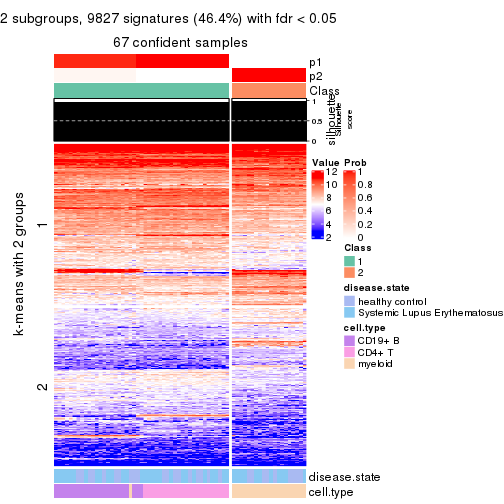 2 subgroups, 9827 signatures (46.4%) with fdr < 0.05
67 confident samples
p1
p2
Class
silhouette
Silhouette
score
1
0.5
0
k-means with 2 groups
1
2
Value
12
10
8
6
4
2
Prob
1
0.8
0.6
0.4
0.2
0
Class
1
2
disease.state
healthy control
Systemic Lupus Erythematosus
cell.type
CD19+ B
CD4+ T
myeloid
disease.state
cell.type